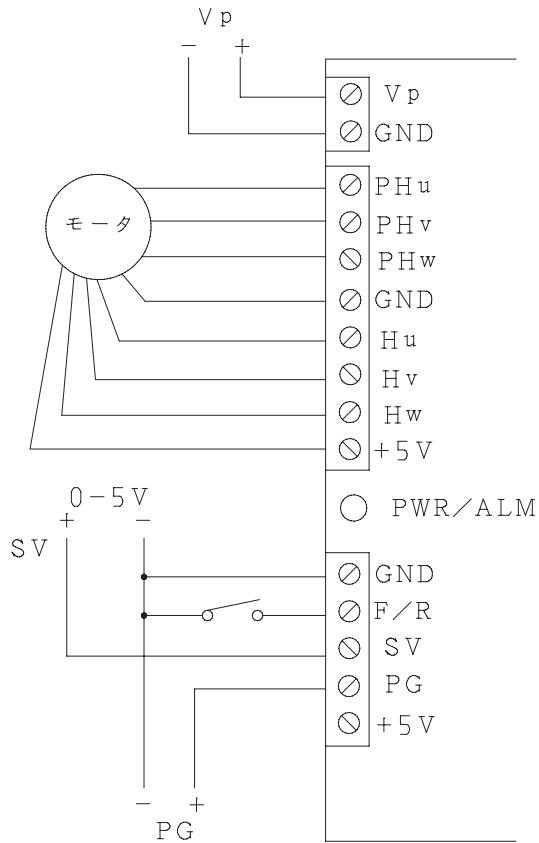 Vp
− +
Vp
GND
PHu
PHv
PHw
GND
Hu
Hv
Hw
+5V
モータ
PWR/ALM
0-5V
+ −
SV
GND
F/R
SV
PG
+5V
− +
PG